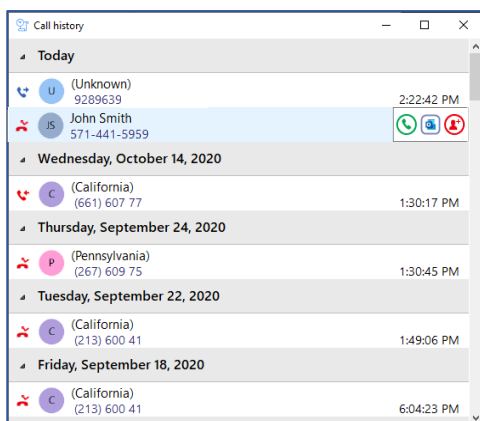 Call history
Today
U
(Unknown)
9289639
2:22:42 PM
JS
John Smith
571-441-5959
Wednesday, October 14, 2020
C
(California)
(661) 607 77
1:30:17 PM
Thursday, September 24, 2020
P
(Pennsylvania)
(267) 609 75
1:30:45 PM
Tuesday, September 22, 2020
C
(California)
(213) 600 41
1:49:06 PM
Friday, September 18, 2020
C
(California)
(213) 600 41
6:04:23 PM